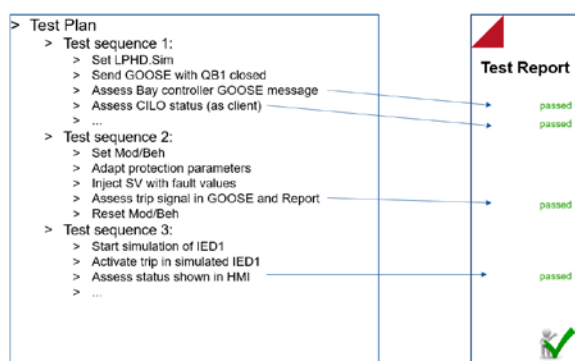 > Test Plan
> Test sequence 1:
> Set LPHD.Sim
> Send GOOSE with QB1 closed
> Assess Bay controller GOOSE message
> Assess CILO status (as client)
> ...
> Test sequence 2:
> Set Mod/Beh
> Adapt protection parameters
> Inject SV with fault values
> Assess trip signal in GOOSE and Report
> Reset Mod/Beh
> Test sequence 3:
> Start simulation of IED1
> Activate trip in simulated IED1
> Assess status shown in HMI
> ...
Test Report
passed
passed
passed
passed